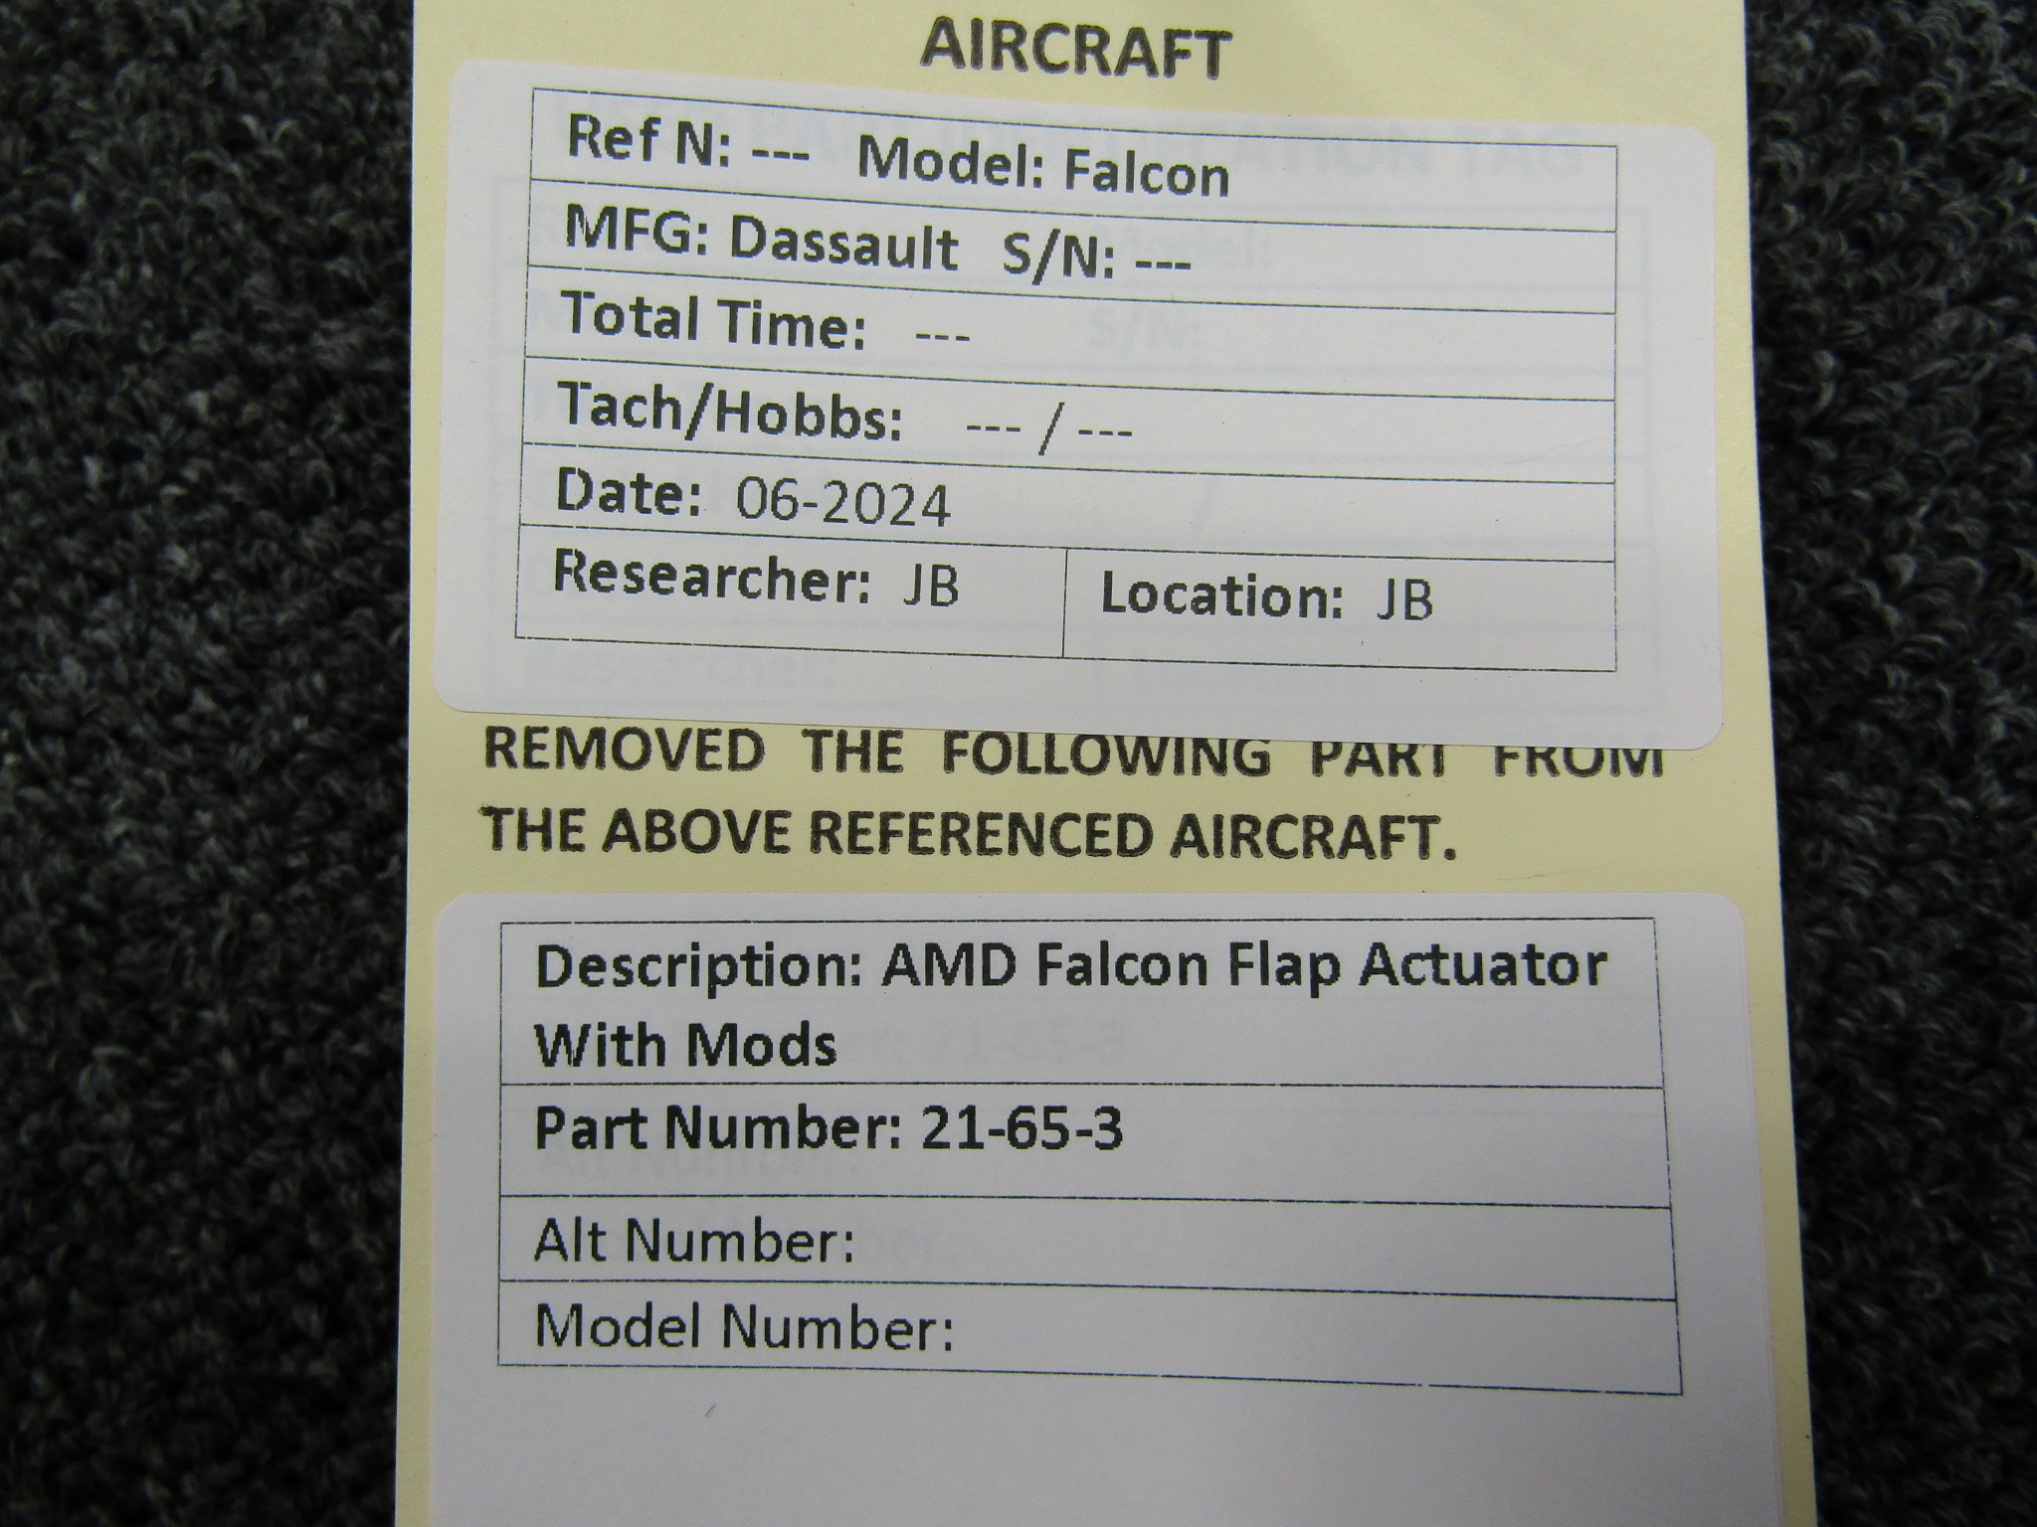 AIRCRAFT
Ref N: --- Model: Falcon
MFG: Dassault S/N: ---
Total Time: ---
Tach/Hobbs: --- / ---
Date: 06-2024
Researcher: JB Location: JB
REMOVED THE FOLLOWING PART FROM
THE ABOVE REFERENCED AIRCRAFT.
Description: AMD Falcon Flap Actuator
With Mods
Part Number: 21-65-3
Alt Number:
Model Number: